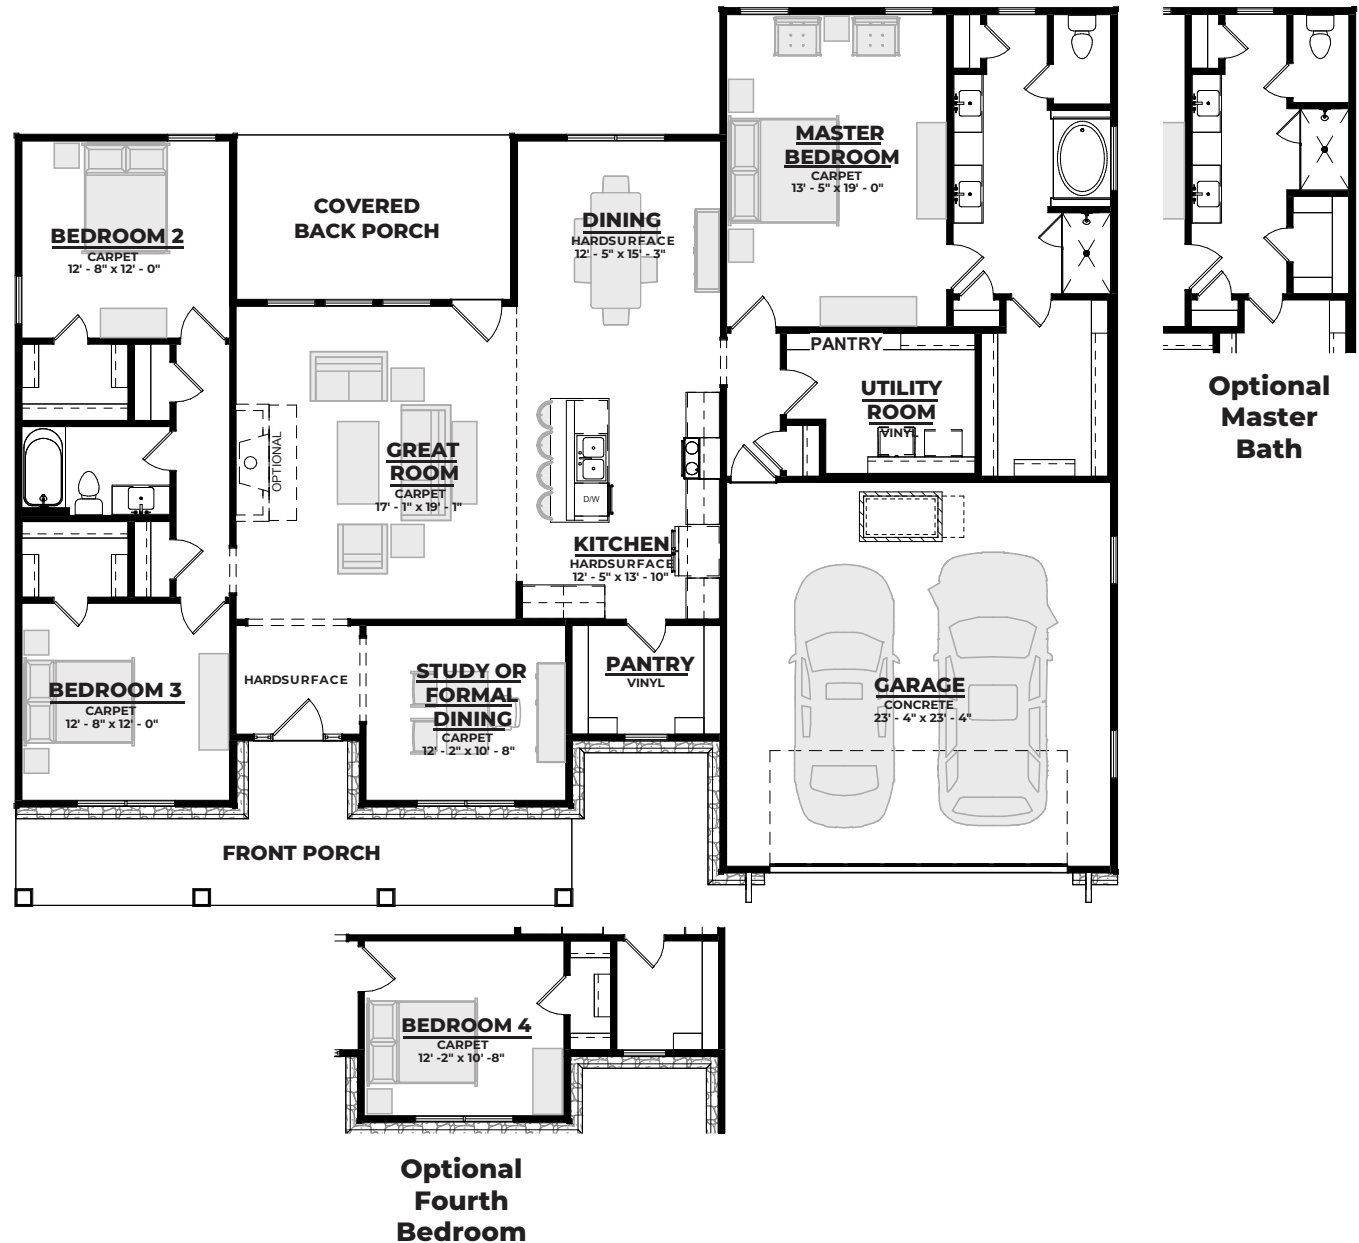 MASTER
BEDROOM
CARPET
13' - 5" x 19' - 0"
COVERED
BACK PORCH
DINING
HARDSURFACE
12' - 5" x 15' - 3"
BEDROOM 2
CARPET
12' - 8" x 12' - 0"
PANTRY
UTILITY
ROOM
VINYL
Optional
Master
Bath
OPTIONAL
GREAT
ROOM
CARPET
17' - 1" x 19' - 1"
D/W
KITCHEN
HARDSURFACE
12' - 5" x 13' - 10"
BEDROOM 3
CARPET
12' - 8" x 12' - 0"
HARDSURFACE
STUDY OR
FORMAL
DINING
CARPET
12' - 2" x 10' - 8"
PANTRY
VINYL
GARAGE
CONCRETE
23' - 4" x 23' - 4"
FRONT PORCH
BEDROOM 4
CARPET
12' -2" x 10' -8"
Optional
Fourth
Bedroom